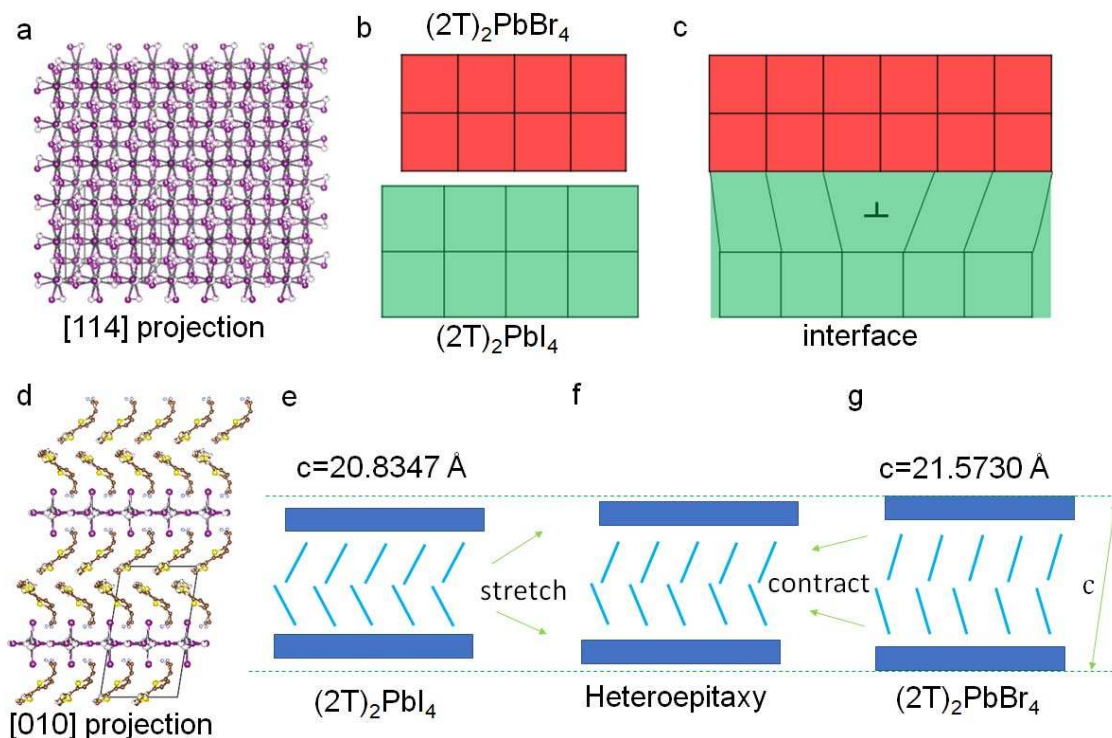 a
[114] projection
b
(2T)₂PbBr₄
(2T)₂PbI₄
c
⊥
interface
d
[010] projection
e
c=20.8347 Å
(2T)₂PbI₄
stretch
f
Heteroepitaxy
contract
g
c=21.5730 Å
c
(2T)₂PbBr₄